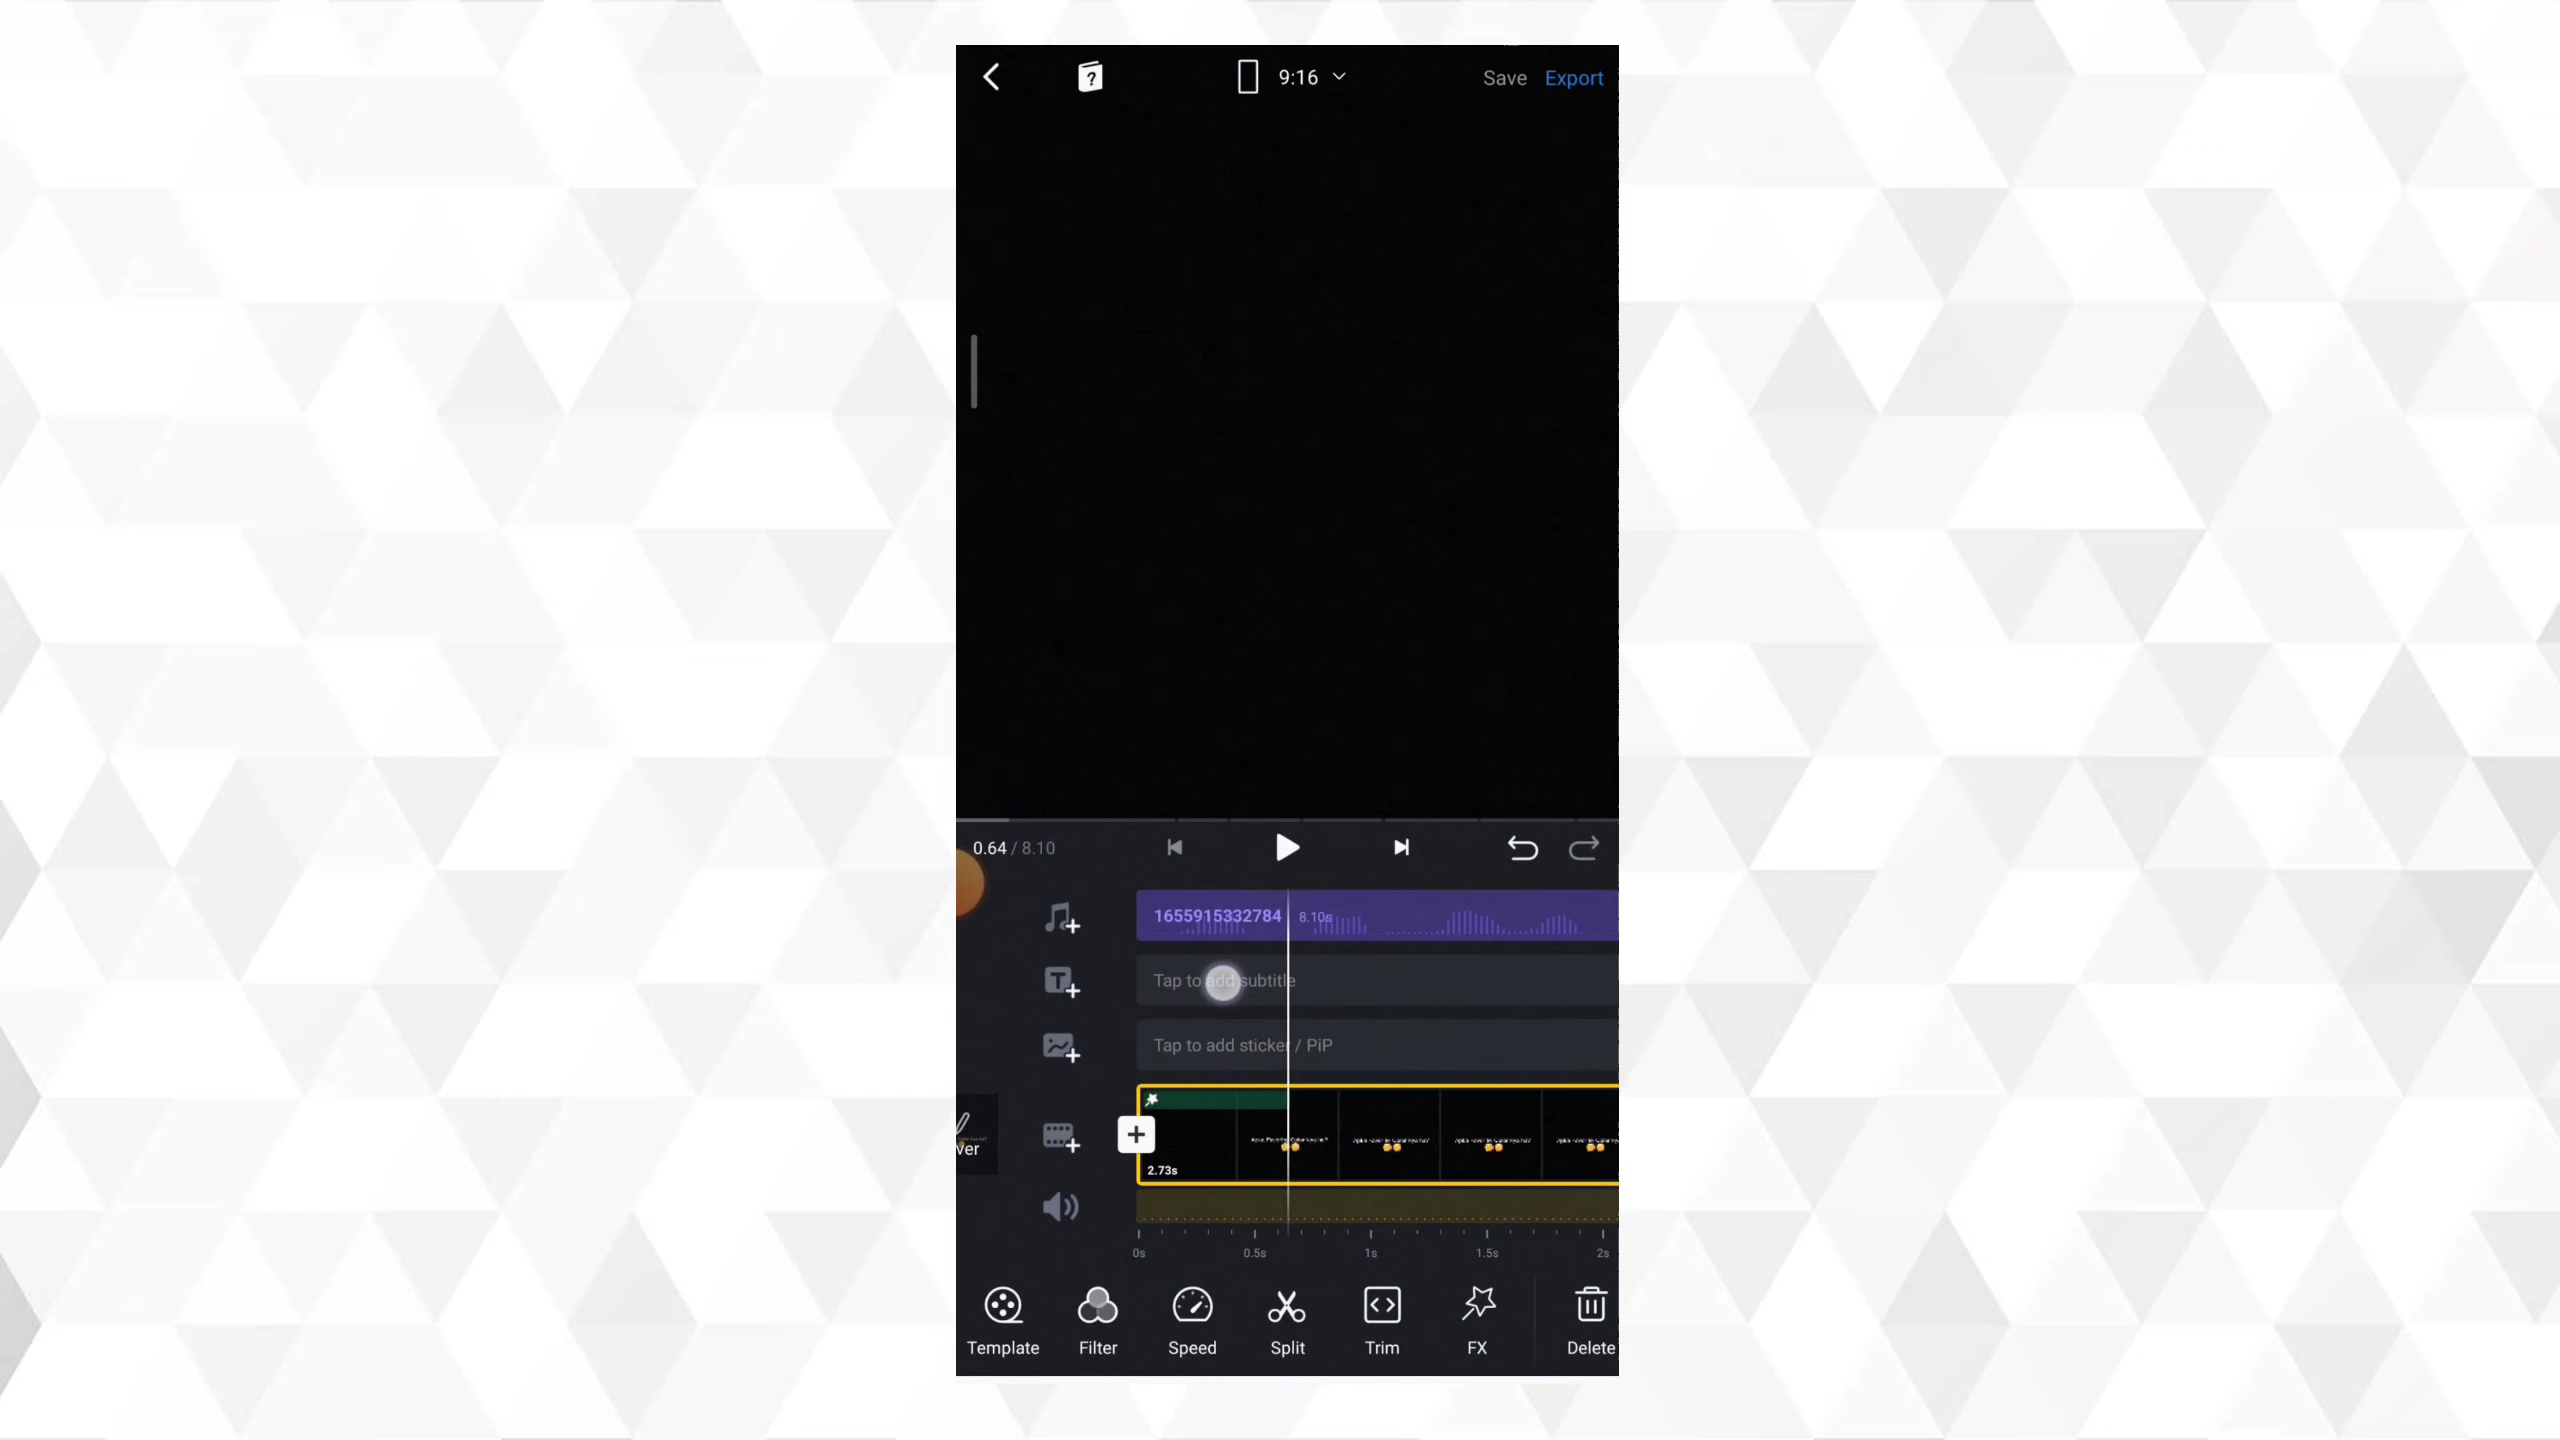 9:16
Save Export
0.64 / 8.10
1655915332784 8.10s
Tap to add subtitle
Tap to add sticker / PiP
ver
2.73s
0s 0.5s 1s 1.5s 2s
Template Filter Speed Split Trim FX Delete